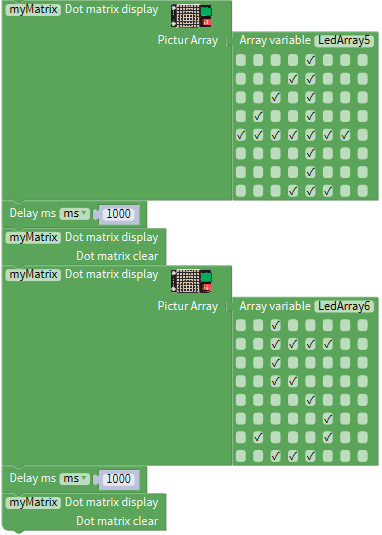 myMatrix Dot matrix display
Pictur Array Array variable LedArray5
Delay ms ms 1000
myMatrix Dot matrix display
Dot matrix clear
myMatrix Dot matrix display
Pictur Array Array variable LedArray6
Delay ms ms 1000
myMatrix Dot matrix display
Dot matrix clear